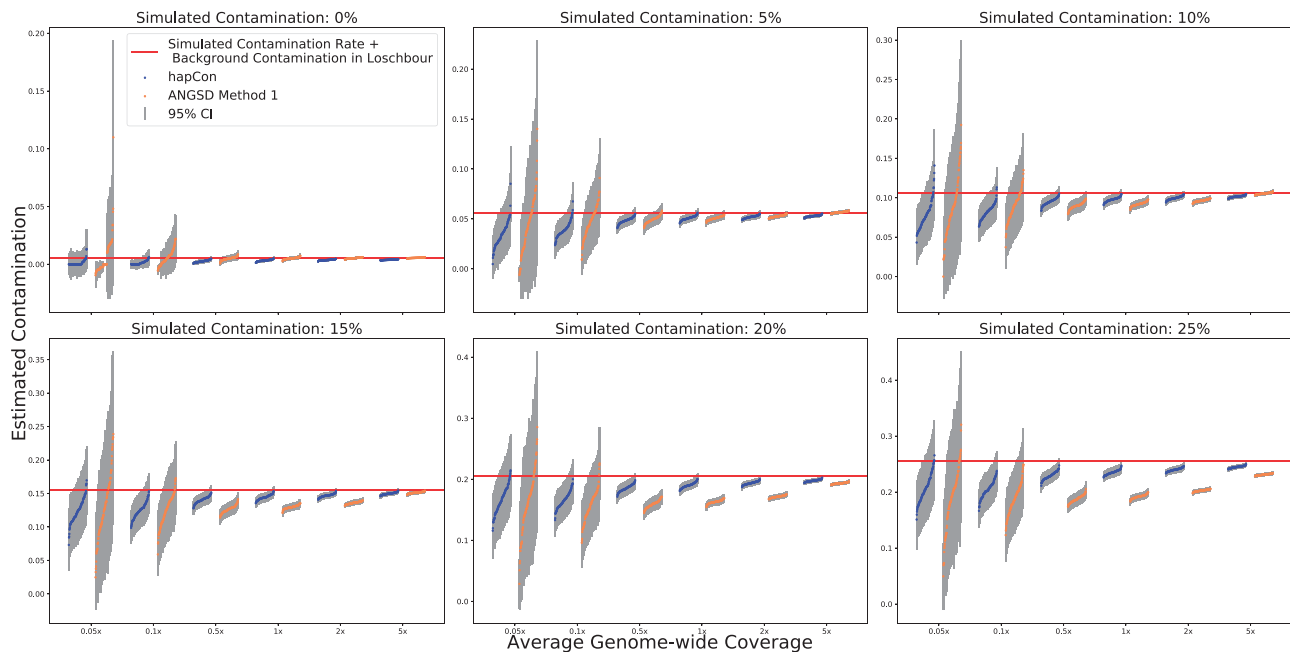 Simulated Contamination: 0%
Simulated Contamination: 5%
Simulated Contamination: 10%
0.20
0.15
0.10
0.05
0.00
Simulated Contamination Rate +
Background Contamination in Loschbour
hapCon
ANGSD Method 1
95% CI
0.20
0.15
0.10
0.05
0.00
0.30
0.25
0.20
0.15
0.10
0.05
0.00
Estimated Contamination
Simulated Contamination: 15%
Simulated Contamination: 20%
Simulated Contamination: 25%
0.35
0.30
0.25
0.20
0.15
0.10
0.05
0.00
0.4
0.3
0.2
0.1
0.0
0.4
0.3
0.2
0.1
0.0
0.05x 0.1x 0.5x 1x 2x 5x
0.05x 0.1x 0.5x 1x 2x 5x
0.05x 0.1x 0.5x 1x 2x 5x
Average Genome-wide Coverage